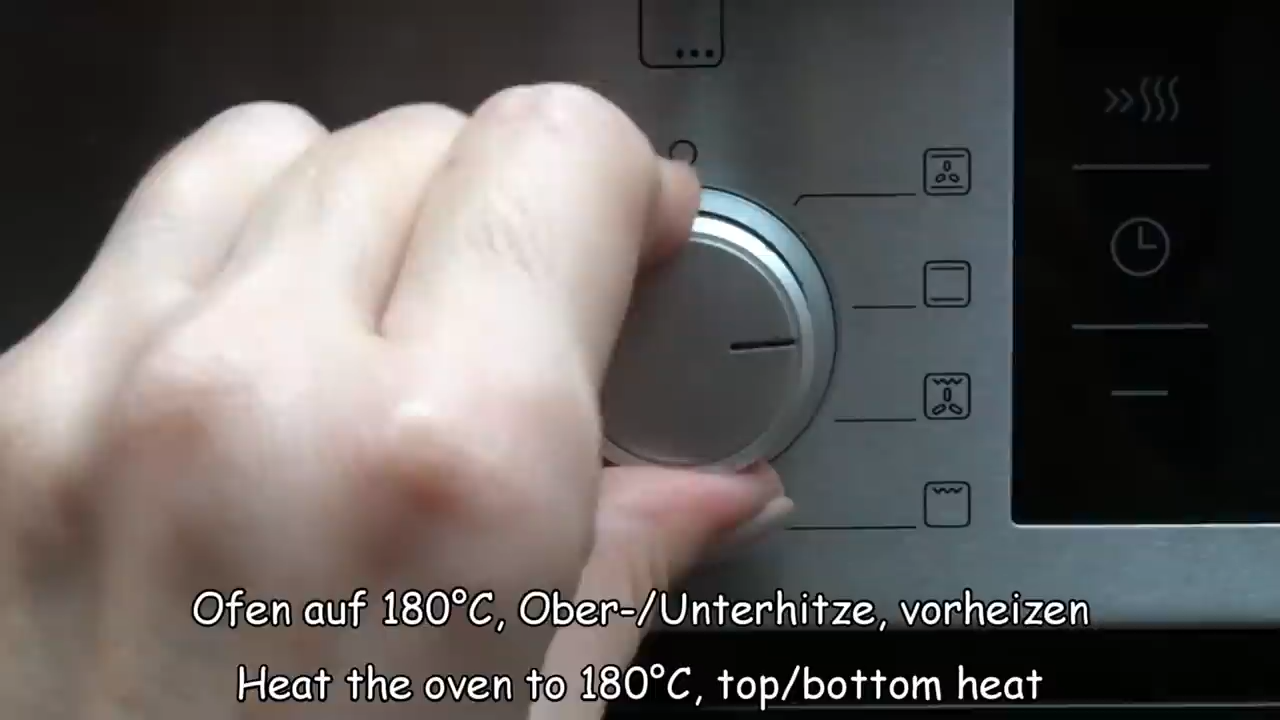 Ofen auf 180°C, Ober-/Unterhitze, vorheizen
Heat the oven to 180°C, top/bottom heat